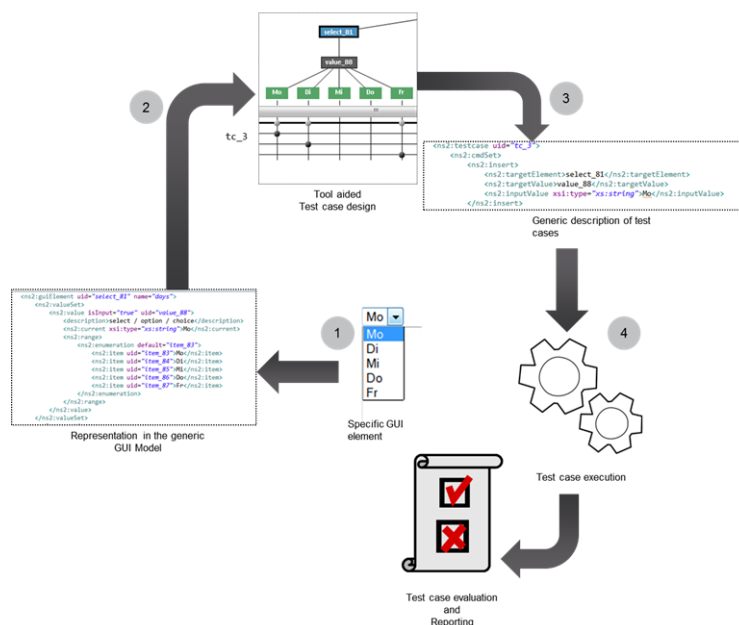 select_81
value_88
Mo Di Mi Do Fr
tc_3
Tool aided
Test case design
2
3
<ns2:testcase uid="tc_3">
<ns2:cmdSet>
<ns2:insert>
<ns2:targetElement>select_81</ns2:targetElement>
<ns2:targetValue>value_88</ns2:targetValue>
<ns2:inputValue xsi:type="xs:string">Mo</ns2:inputValue>
</ns2:insert>
Generic description of test
cases
<ns2:guiElement uid="select_81" name="days">
<ns2:valueSet>
<ns2:value isInput="true" uid="value_88">
<description>select / option / choice</description>
<ns2:current xsi:type="xs:string">Mo</ns2:current>
<ns2:range>
<ns2:enumeration default="item_83">
<ns2:item uid="item_83">Mo</ns2:item>
<ns2:item uid="item_84">Di</ns2:item>
<ns2:item uid="item_85">Mi</ns2:item>
<ns2:item uid="item_86">Do</ns2:item>
<ns2:item uid="item_87">Fr</ns2:item>
</ns2:enumeration>
</ns2:range>
</ns2:value>
</ns2:valueSet>
Representation in the generic
GUI Model
1
Mo
Mo
Di
Mi
Do
Fr
Specific GUI
element
4
Test case execution
Test case evaluation
and
Reporting